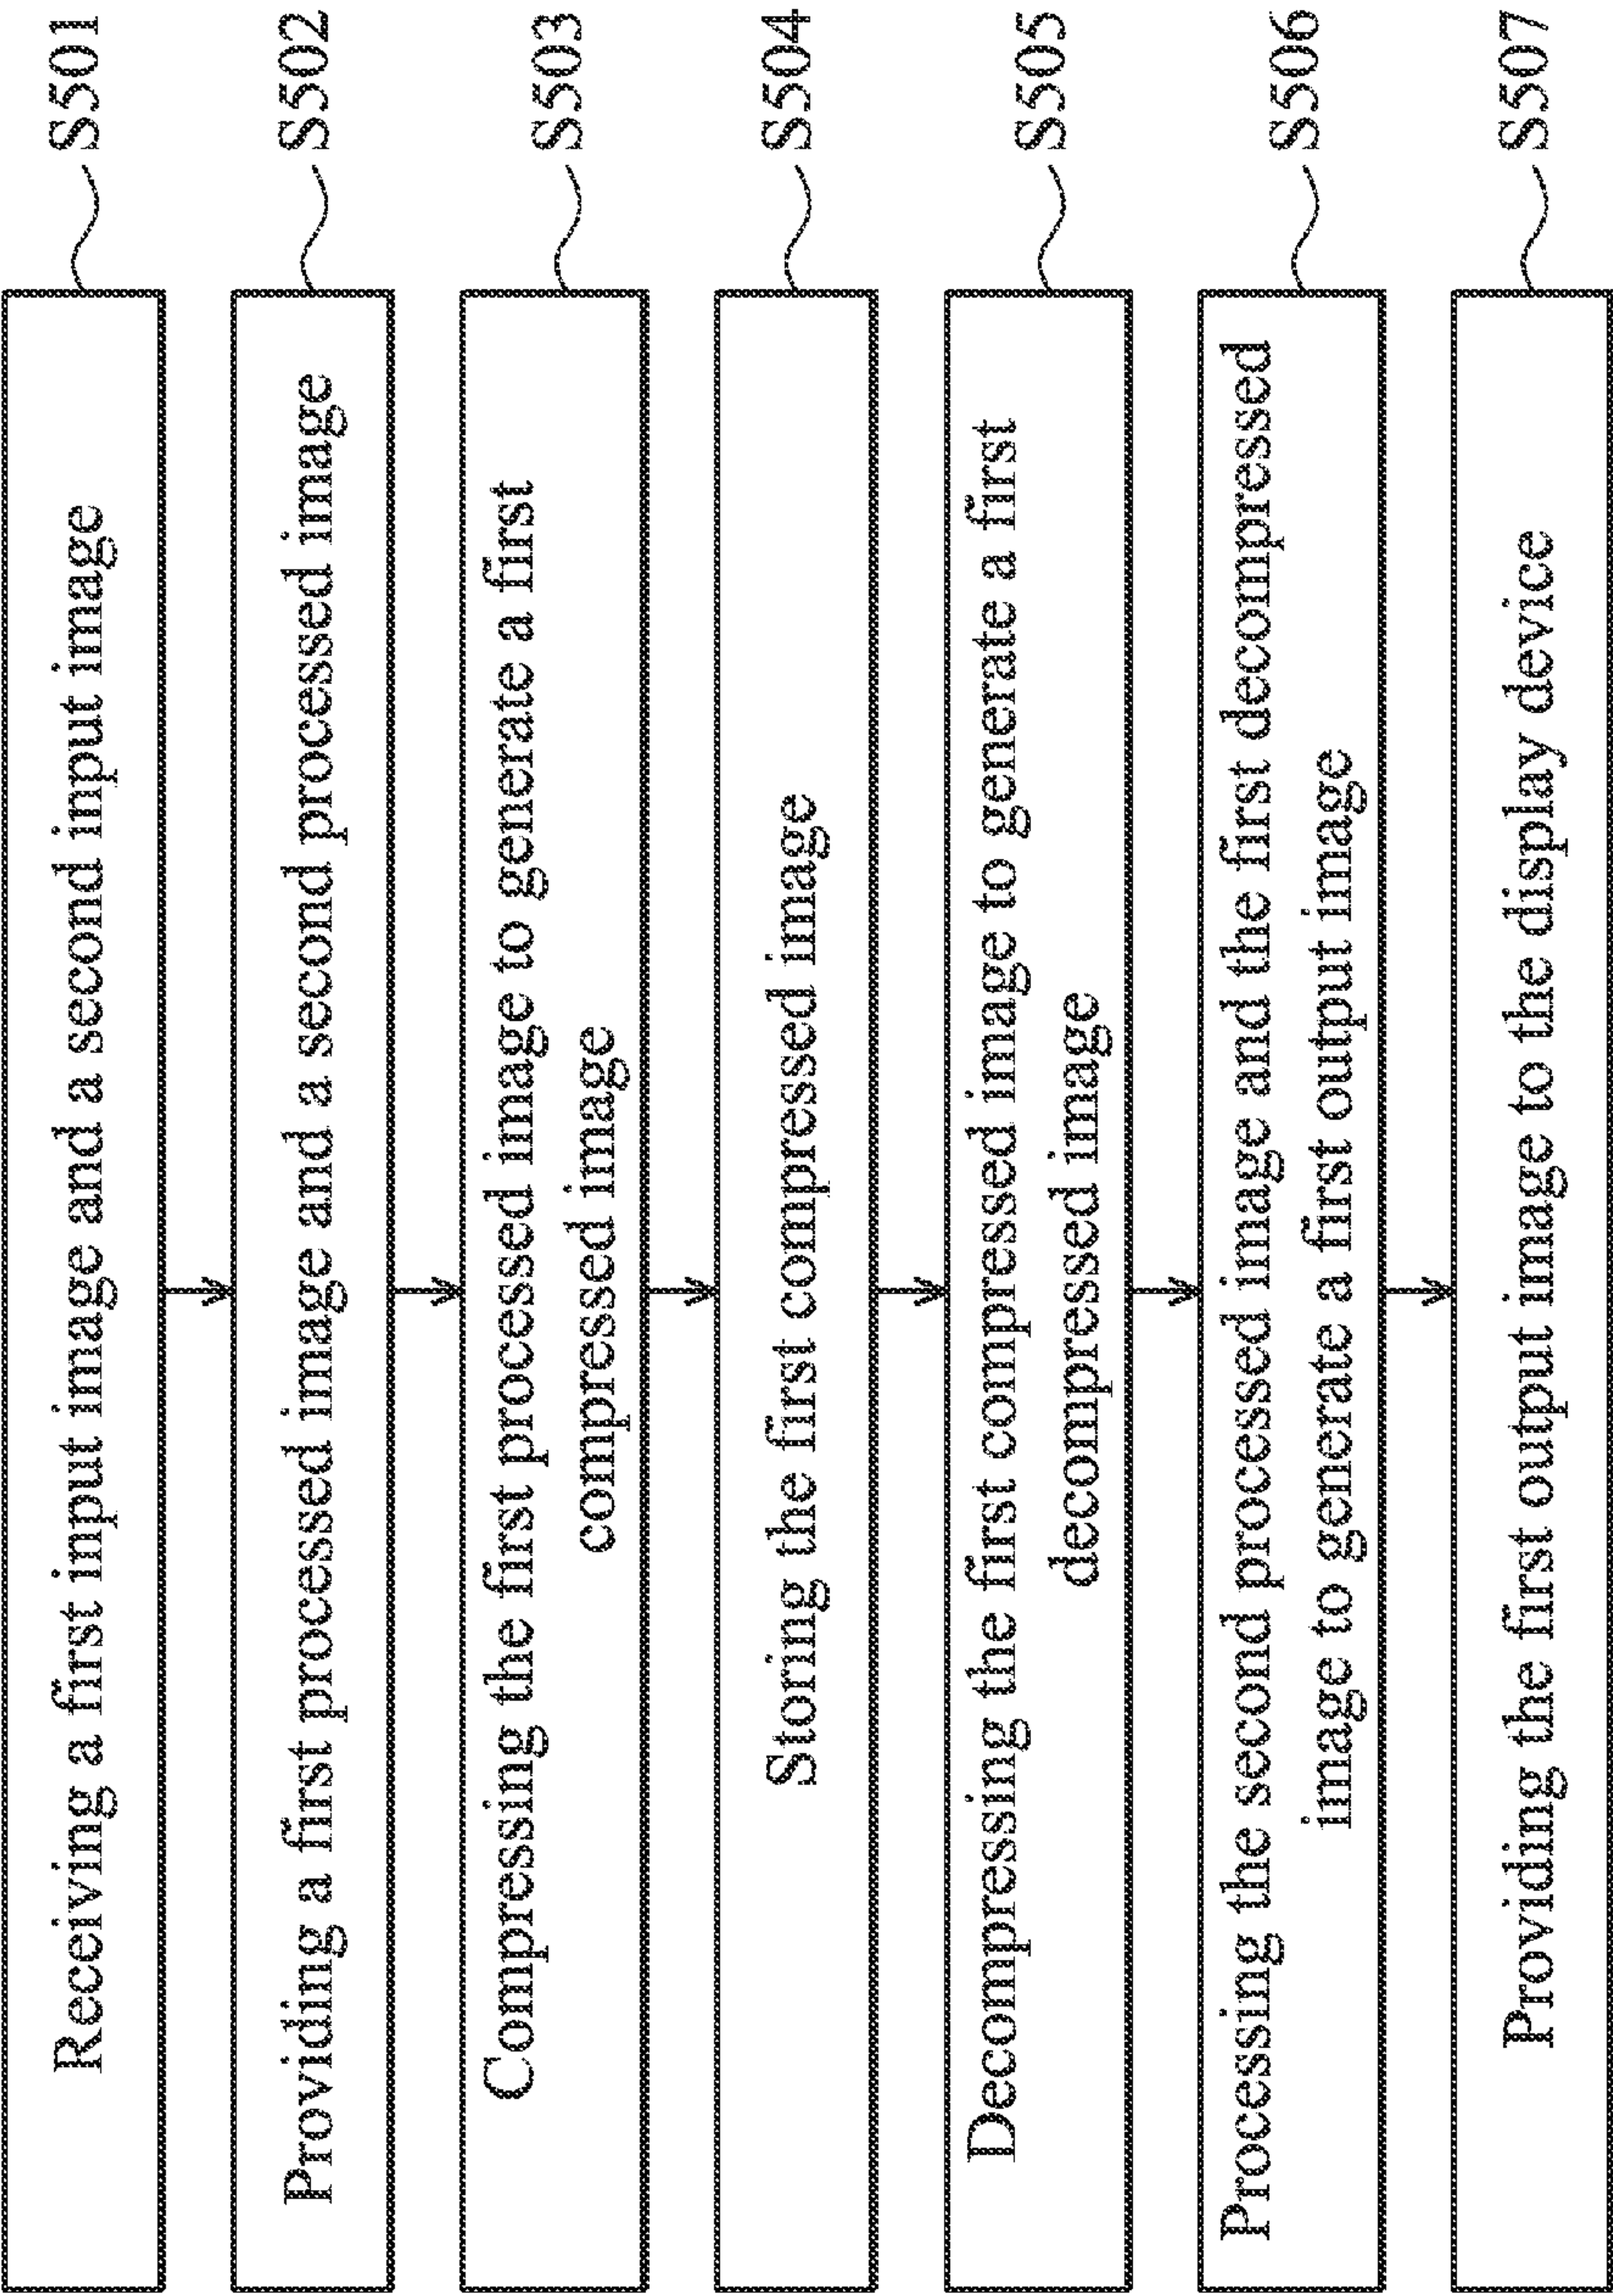 Receiving a first input image and a second input image
S501
Providing a first processed image and a second processed image
S502
Compressing the first processed image to generate a first
compressed image
S503
Storing the first compressed image
S504
Decompressing the first compressed image to generate a first
decompressed image
S505
Processing the second processed image and the first decompressed
image to generate a first output image
S506
Providing the first output image to the display device
S507